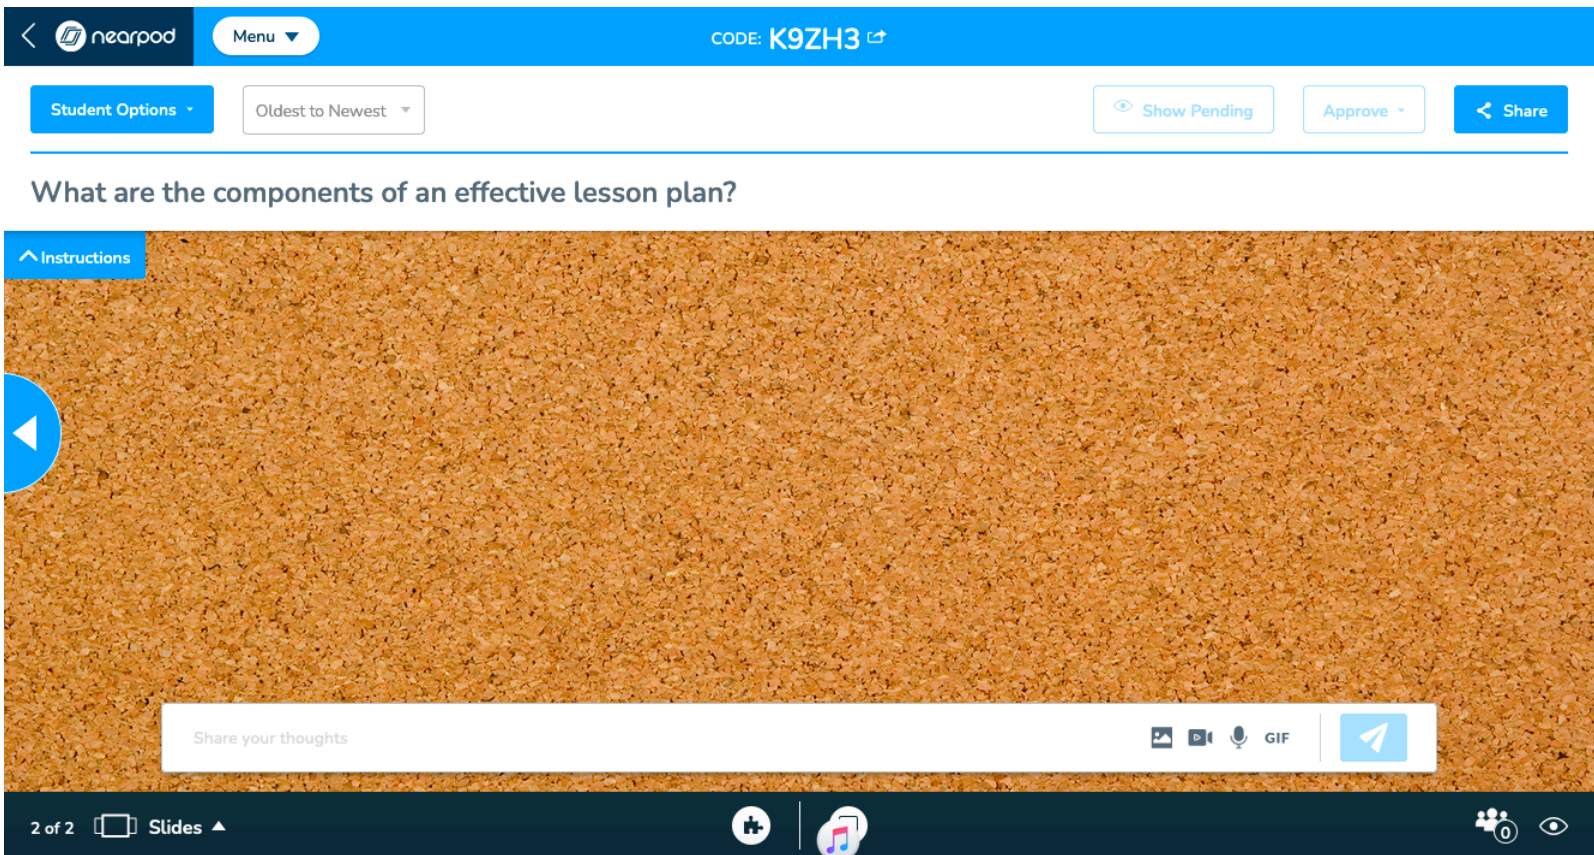 nearpod
Menu
CODE: K9ZH3
Student Options
Oldest to Newest
Show Pending
Approve
Share
What are the components of an effective lesson plan?
Instructions
Share your thoughts
GIF
2 of 2
Slides
0